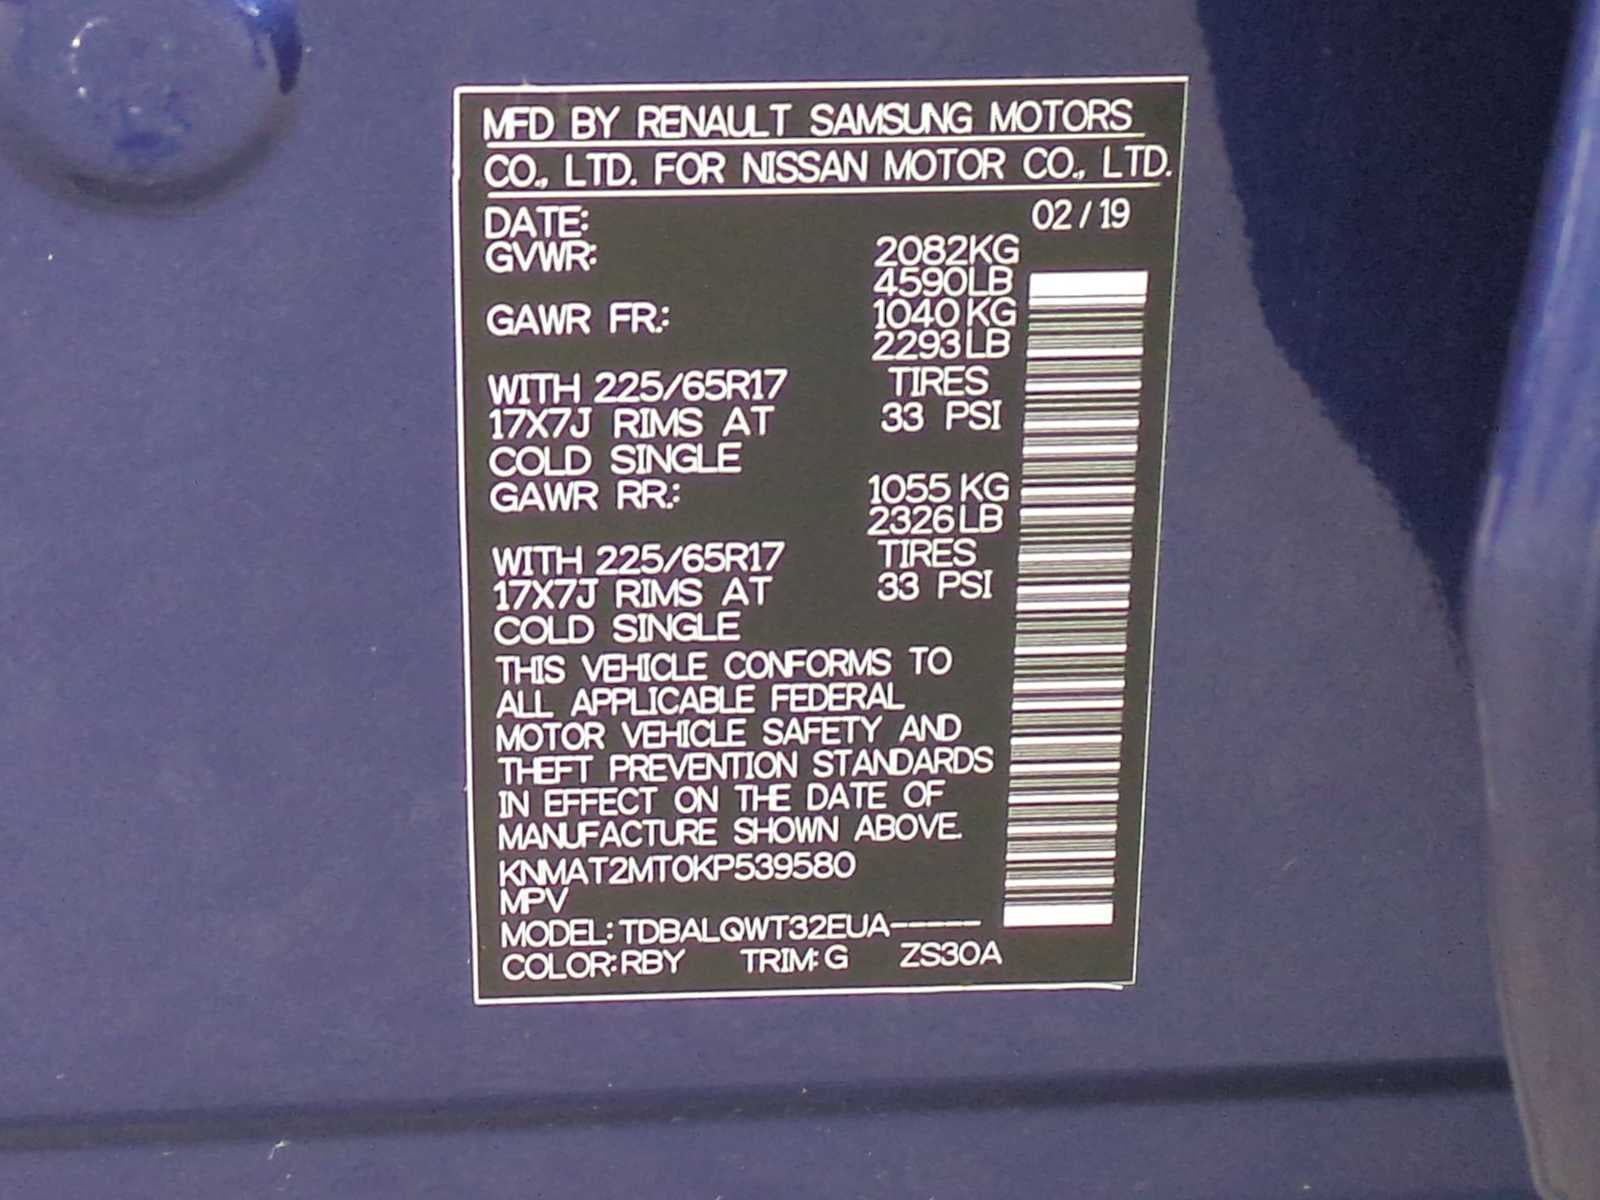 MFD BY RENAULT SAMSUNG MOTORS
CO., LTD. FOR NISSAN MOTOR CO., LTD.
DATE: 02 / 19
GVWR: 2082KG
4590LB
GAWR FR.: 1040 KG
2293LB
WITH 225/65R17 TIRES
17X7J RIMS AT 33 PSI
COLD SINGLE
GAWR RR.: 1055 KG
2326LB
WITH 225/65R17 TIRES
17X7J RIMS AT 33 PSI
COLD SINGLE
THIS VEHICLE CONFORMS TO
ALL APPLICABLE FEDERAL
MOTOR VEHICLE SAFETY AND
THEFT PREVENTION STANDARDS
IN EFFECT ON THE DATE OF
MANUFACTURE SHOWN ABOVE.
KNMAT2MT0KP539580
MPV
MODEL: TDBALQWT32EUA-----
COLOR: RBY TRIM: G ZS30A